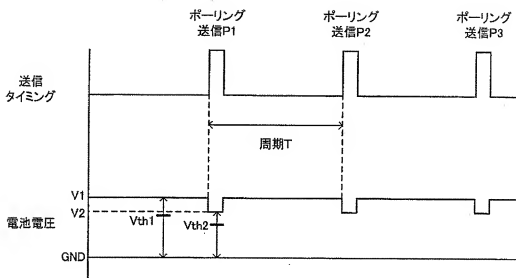 ポーリング
送信P1
ポーリング
送信P2
ポーリング
送信P3
送信
タイミング
周期T
V1
V2
電池電圧
Vth1
Vth2
GND